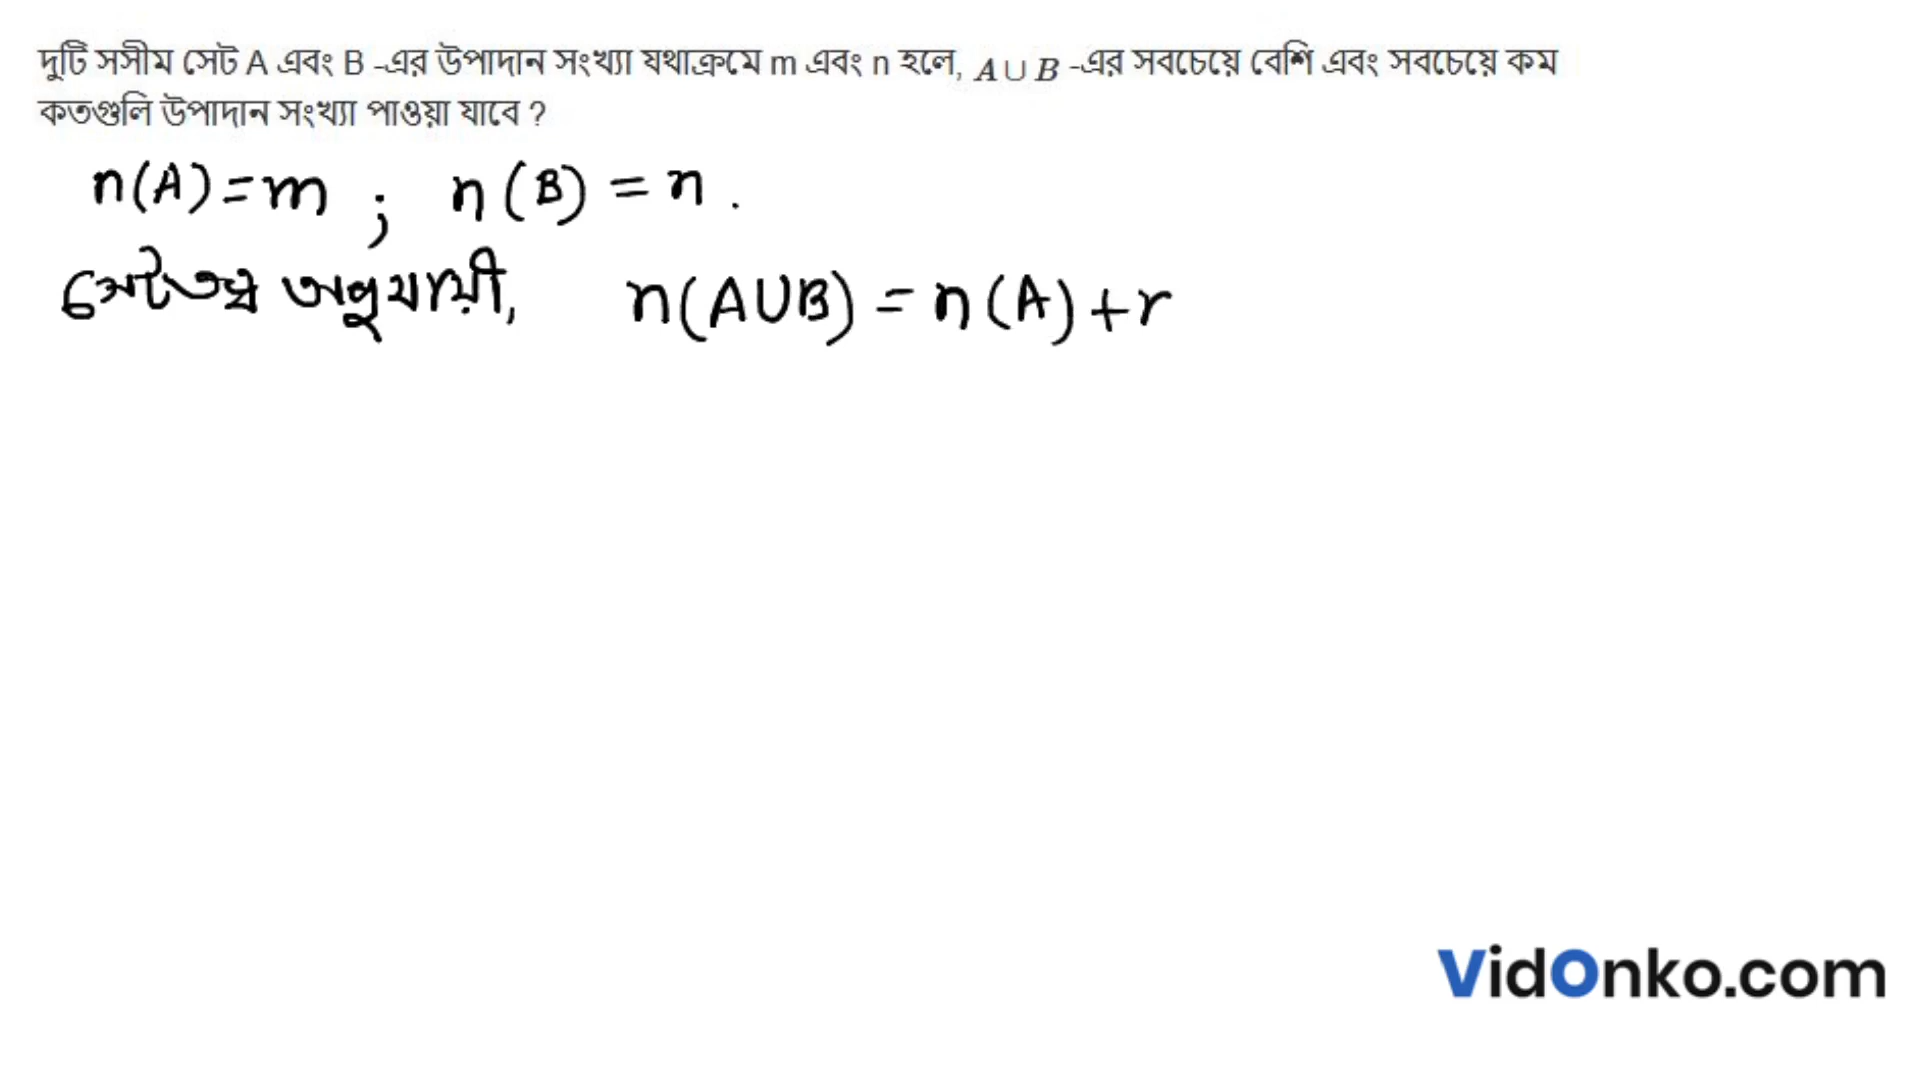 দুটি সসীম সেট A এবং B -এর উপাদান সংখ্যা যথাক্রমে m এবং n হলে, A ∪ B -এর সবচেয়ে বেশি এবং সবচেয়ে কম
কতগুলি উপাদান সংখ্যা পাওয়া যাবে ?
n(A) = m ; n(B) = n .
সেটতত্ত্ব অনুযায়ী, n(A∪B) = n(A) + r
VidOnko.com